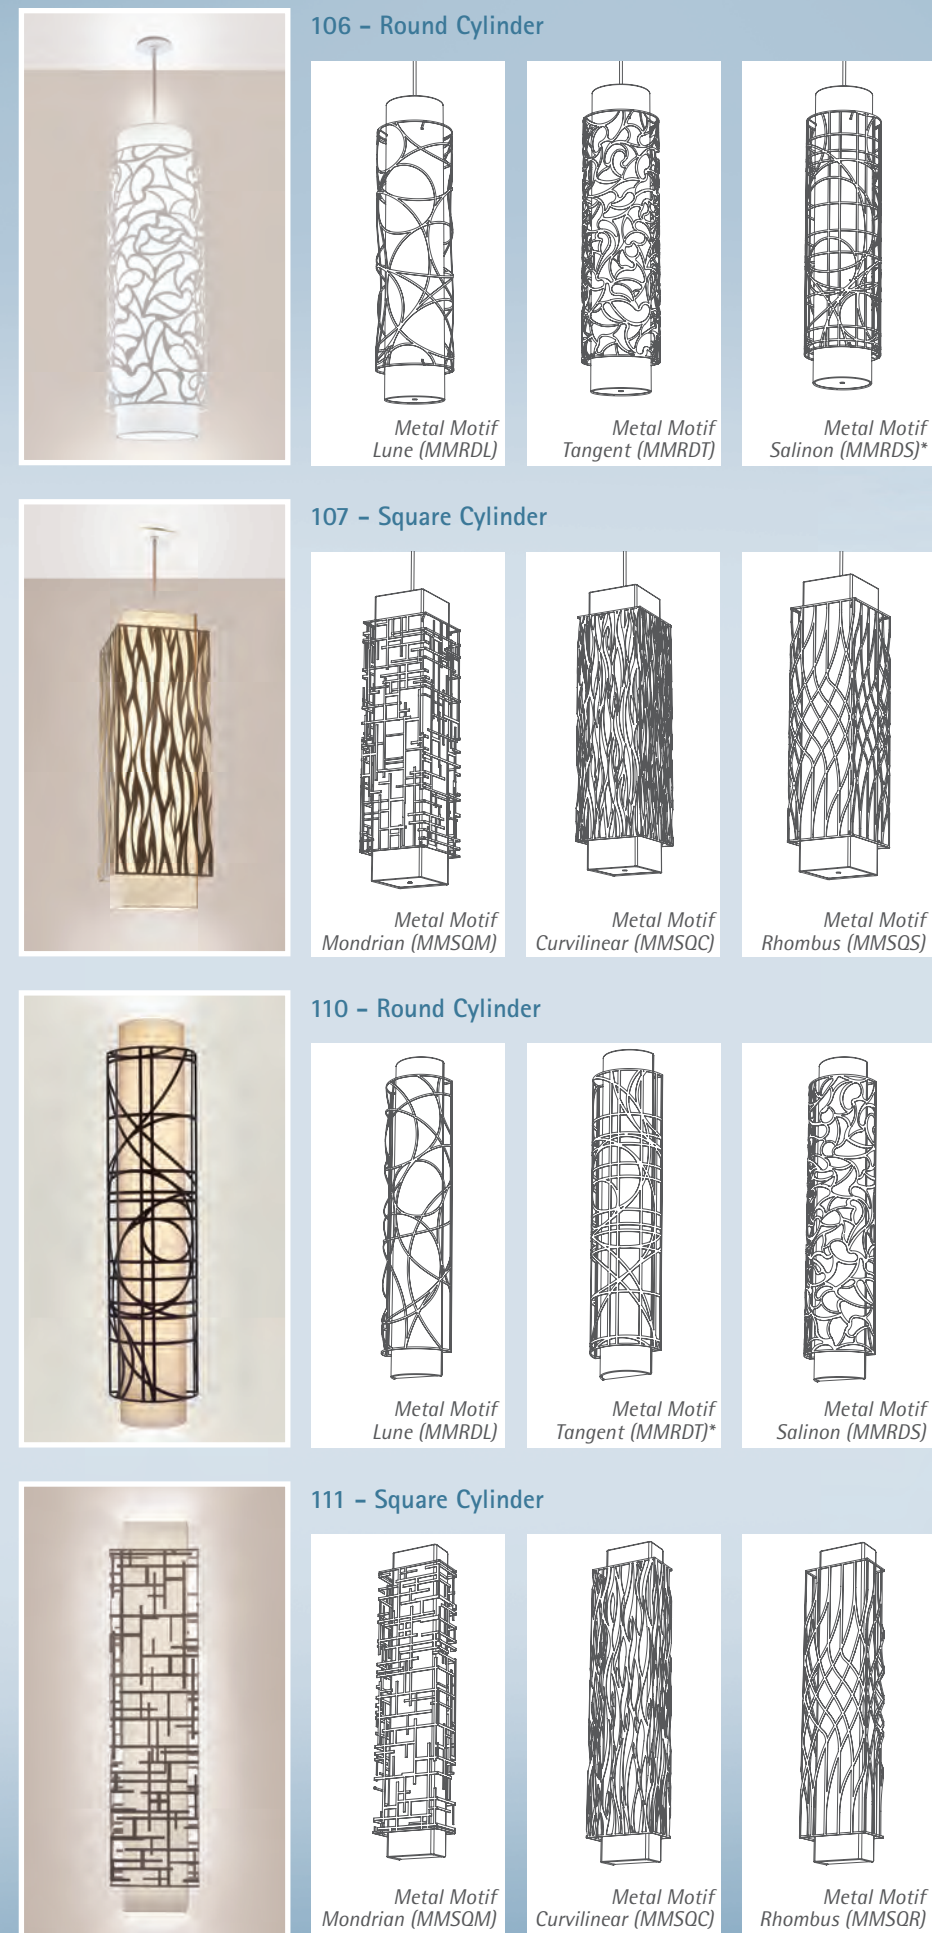 106 – Round Cylinder
Metal Motif
Lune (MMRDL)
Metal Motif
Tangent (MMRDT)
Metal Motif
Salinon (MMRDS)*
107 – Square Cylinder
Metal Motif
Mondrian (MMSQM)
Metal Motif
Curvilinear (MMSQC)
Metal Motif
Rhombus (MMSQS)
110 – Round Cylinder
Metal Motif
Lune (MMRDL)
Metal Motif
Tangent (MMRDT)*
Metal Motif
Salinon (MMRDS)
111 – Square Cylinder
Metal Motif
Mondrian (MMSQM)
Metal Motif
Curvilinear (MMSQC)
Metal Motif
Rhombus (MMSQR)